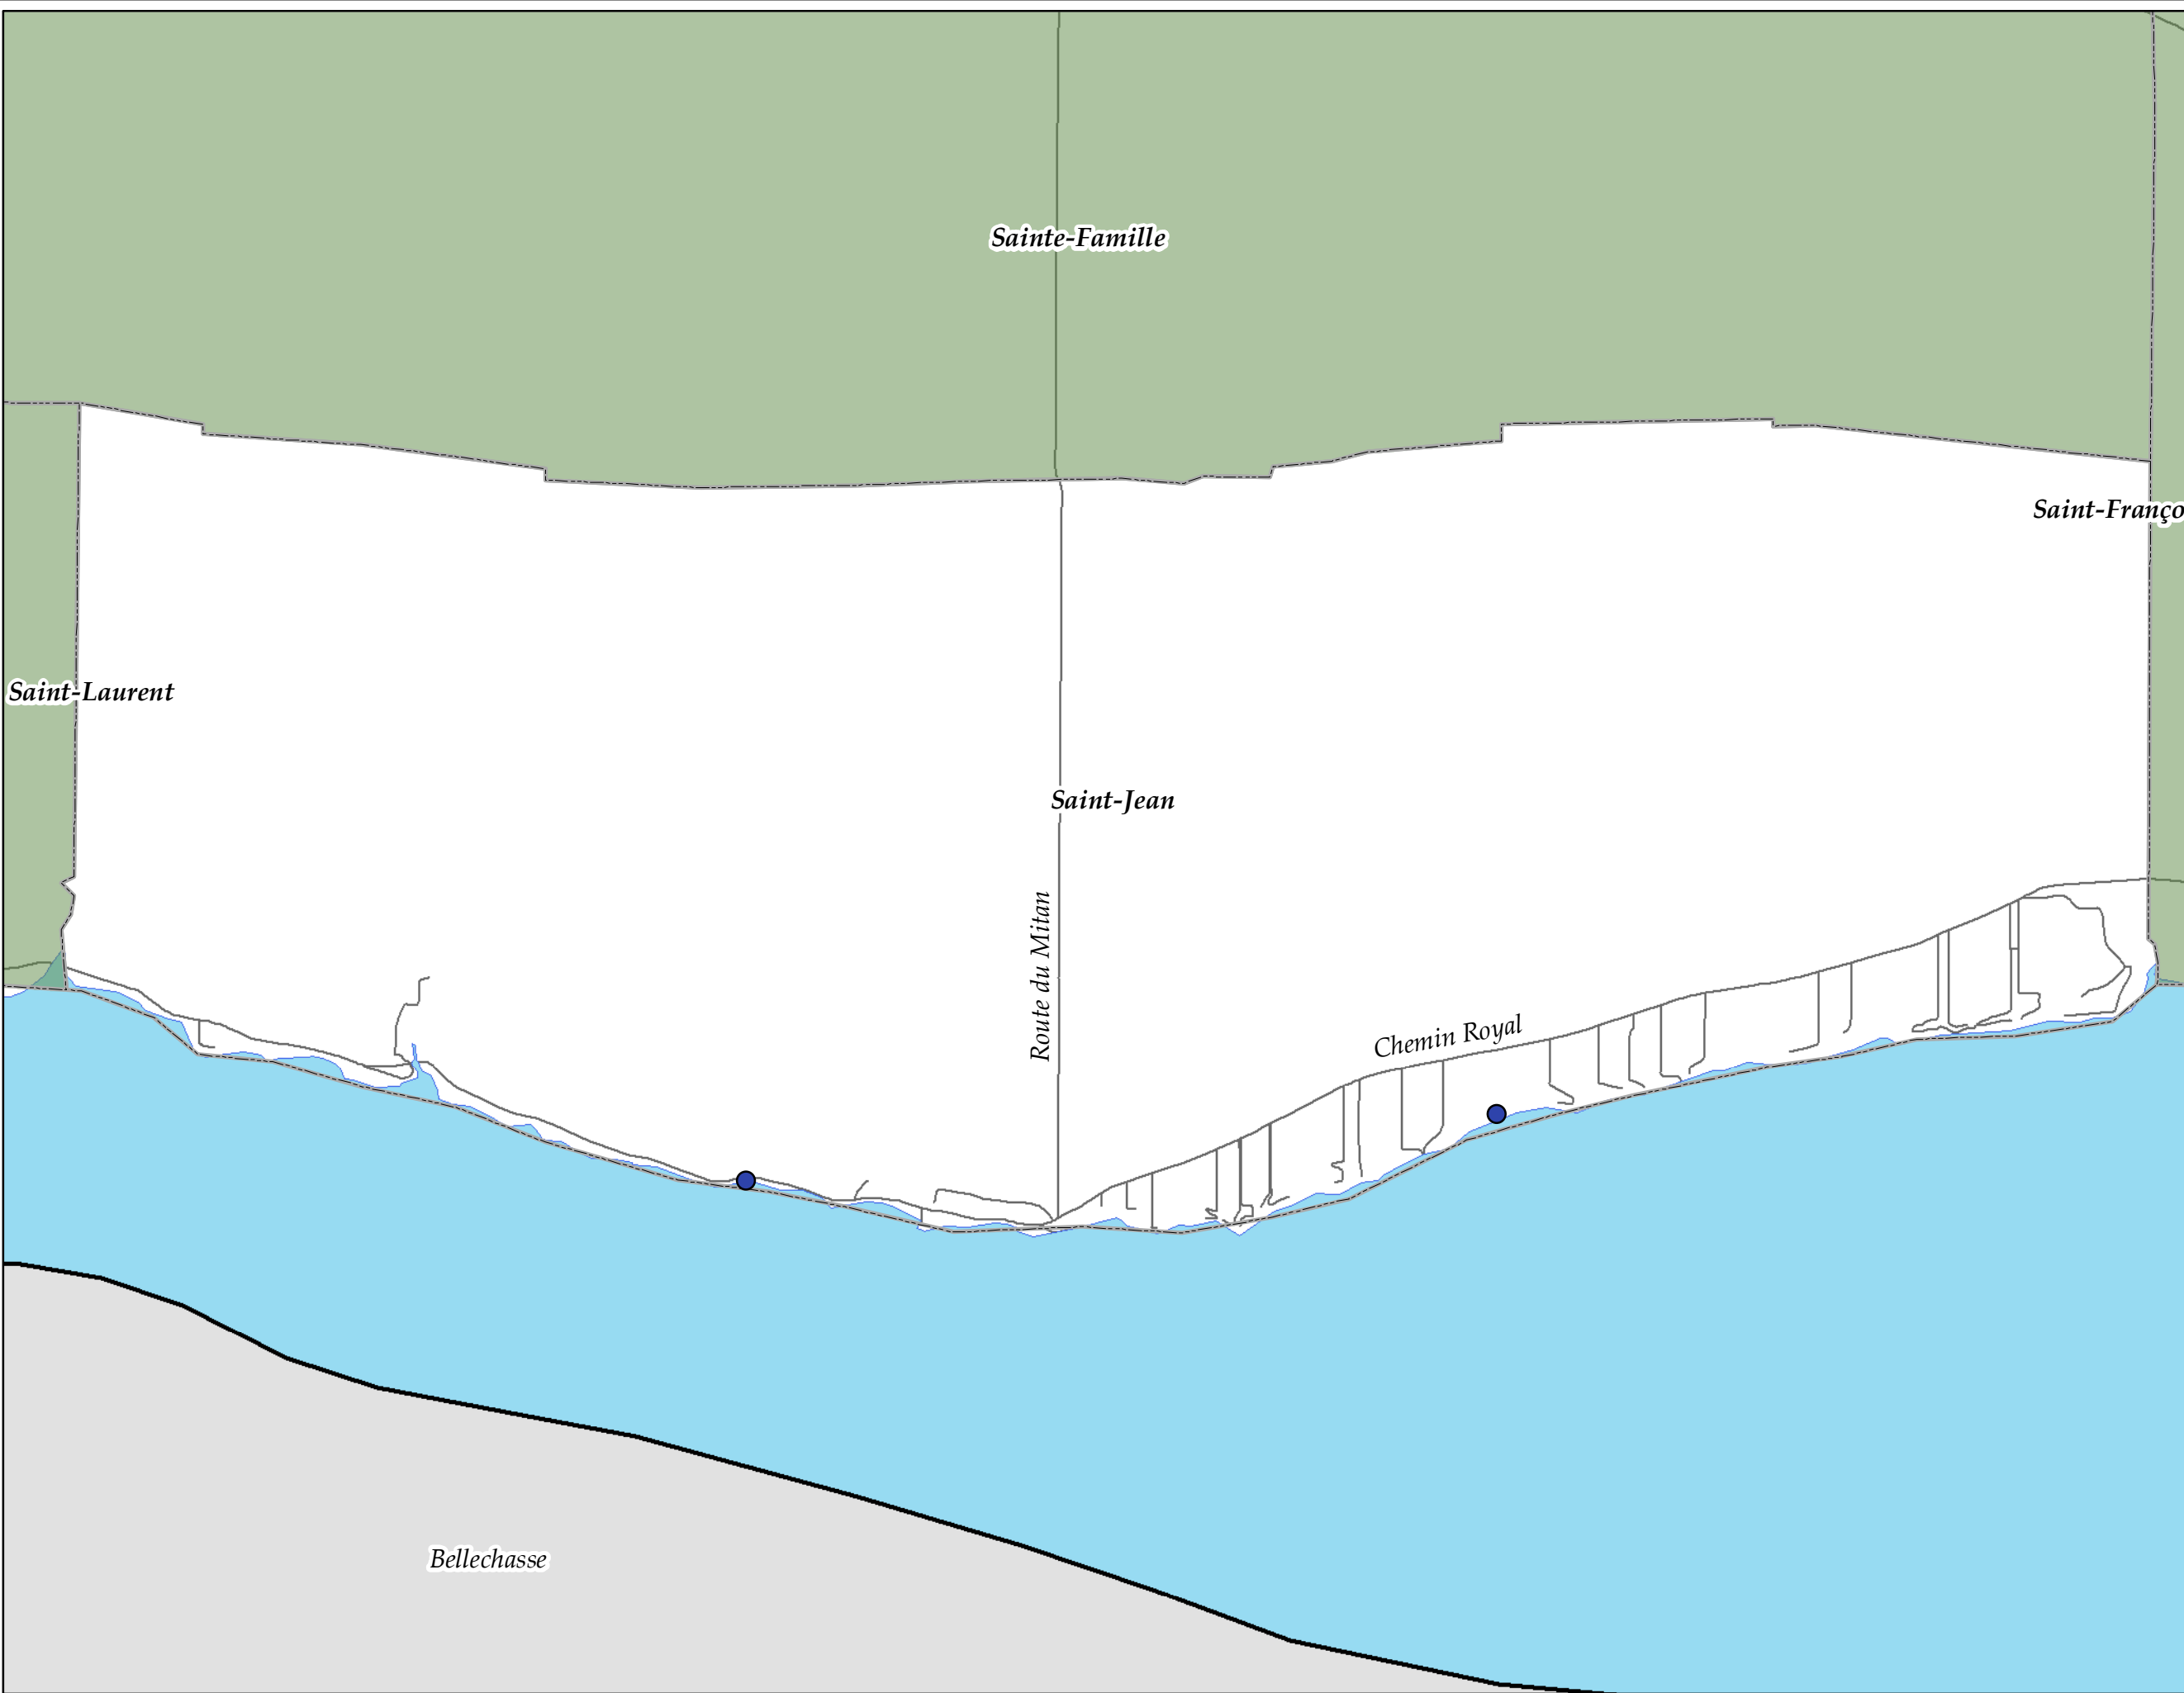 Sainte-Famille
Saint-Franço
Saint-Laurent
Saint-Jean
Route du Mitan
Chemin Royal
Bellechasse